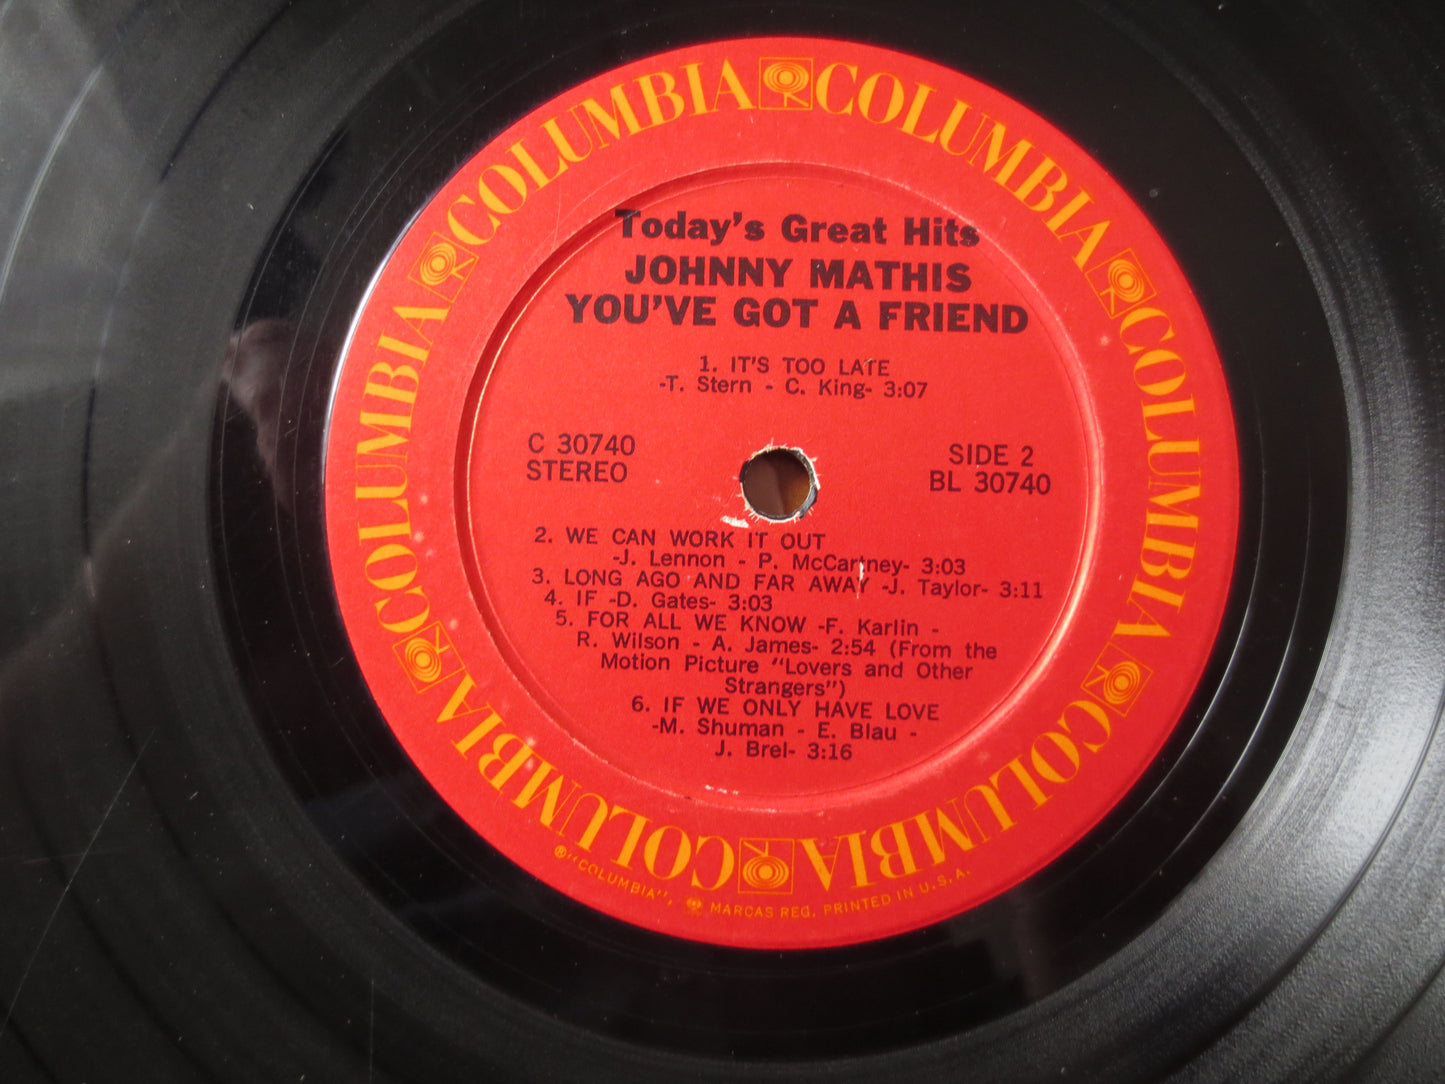 COLUMBIA COLUMBIA COLUMBIA COLUMBIA COLUMBIA COLUMBIA COLUMBIA COLUMBIA
Today's Great Hits
JOHNNY MATHIS
YOU'VE GOT A FRIEND
1. IT'S TOO LATE
-T. Stern - C. King- 3:07
C 30740
STEREO
SIDE 2
BL 30740
2. WE CAN WORK IT OUT
-J. Lennon - P. McCartney- 3:03
3. LONG AGO AND FAR AWAY -J. Taylor- 3:11
4. IF -D. Gates- 3:03
5. FOR ALL WE KNOW -F. Karlin -
R. Wilson - A. James- 2:54 (From the
Motion Picture "Lovers and Other
Strangers")
6. IF WE ONLY HAVE LOVE
-M. Shuman - E. Blau -
J. Brel- 3:16
®"COLUMBIA", MARCAS REG. PRINTED IN U.S.A.